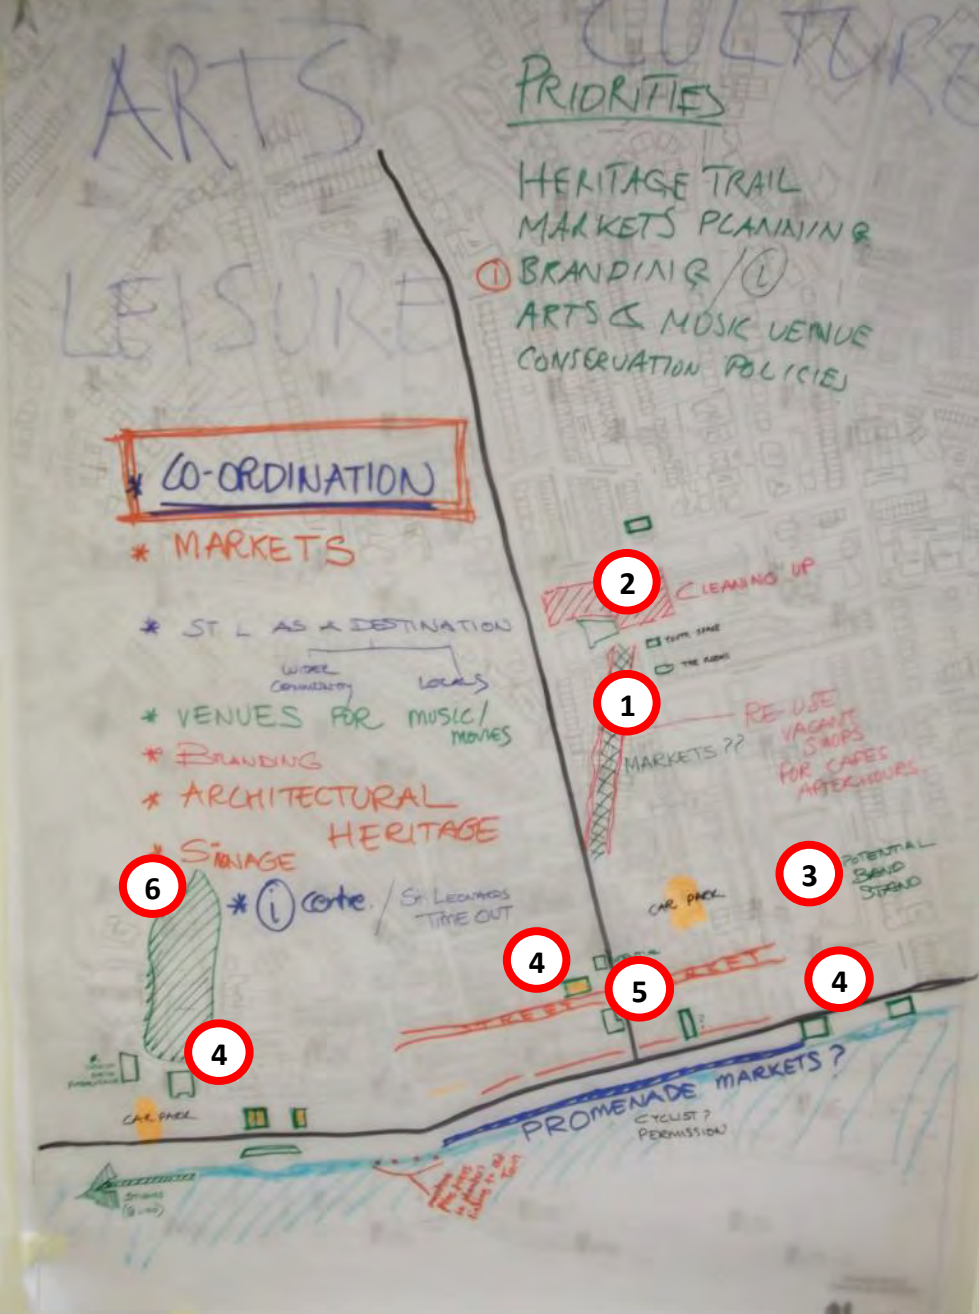 ARTS
CULTURE
LEISURE
PRIORITIES
HERITAGE TRAIL
MARKETS PLANNING
① BRANDING / ⓘ
ARTS & MUSIC VENUE
CONSERVATION POLICIES
* CO-ORDINATION
* MARKETS
* ST L AS A DESTINATION
WIDER COMMUNITY
LOCALS
* VENUES FOR MUSIC/
MOVIES
* BRANDING
* ARCHITECTURAL
HERITAGE
* SIGNAGE
* ⓘ centre / ST LEONARDS
TIME OUT
2
CLEANING UP
1
RE-USE
VACANT
SHOPS
FOR CAFES
AFTERHOURS
MARKETS ??
3
POTENTIAL
BAND
STAND
CAR PARK
6
4
5
4
STREET MARKET
4
?
CAR PARK
PROMENADE MARKETS ?
CYCLIST?
PERMISSION